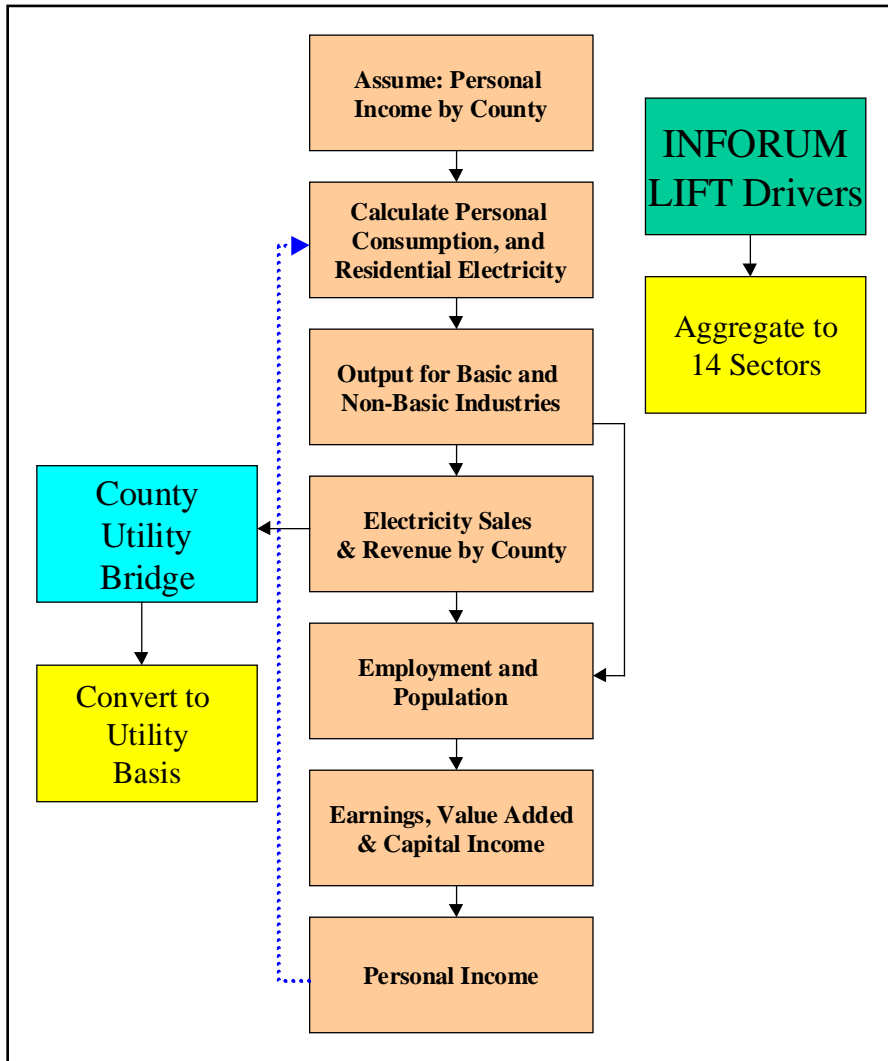 Assume: Personal
Income by County
INFORUM
LIFT Drivers
Calculate Personal
Consumption, and
Residential Electricity
Aggregate to
14 Sectors
Output for Basic and
Non-Basic Industries
County
Utility
Bridge
Electricity Sales
& Revenue by County
Employment and
Population
Convert to
Utility
Basis
Earnings, Value Added
& Capital Income
Personal Income